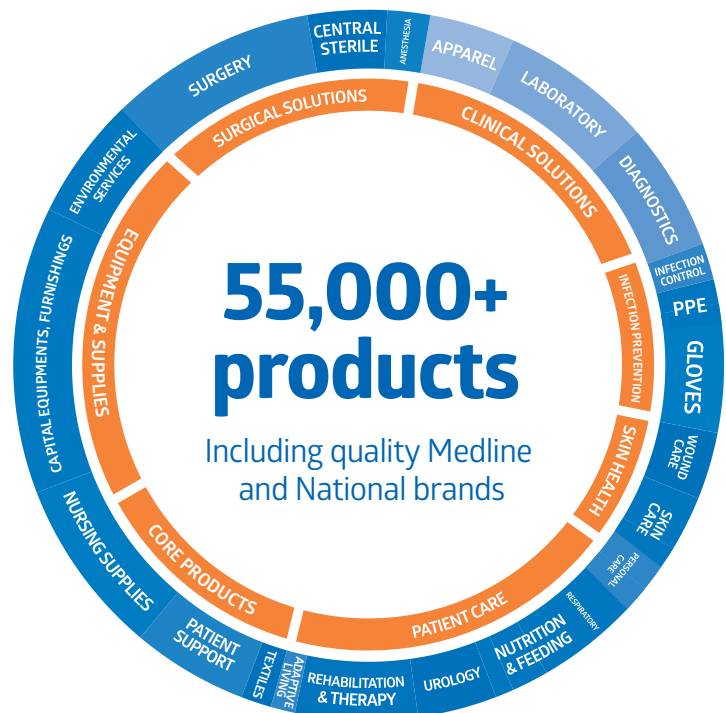 CENTRAL
STERILE
ANESTHESIA
APPAREL
LABORATORY
DIAGNOSTICS
INFECTION
CONTROL
PPE
GLOVES
WOUND
CARE
SKIN
CARE
PERSONAL
CARE
RESPIRATORY
NUTRITION
& FEEDING
UROLOGY
REHABILITATION
& THERAPY
ADAPTIVE
LIVING
TEXTILES
PATIENT
SUPPORT
NURSING SUPPLIES
CAPITAL EQUIPMENTS, FURNISHINGS
ENVIRONMENTAL
SERVICES
SURGERY
SURGICAL SOLUTIONS
CLINICAL SOLUTIONS
INFECTION PREVENTION
SKIN HEALTH
PATIENT CARE
CORE PRODUCTS
EQUIPMENT & SUPPLIES
55,000+
products
Including quality Medline
and National brands